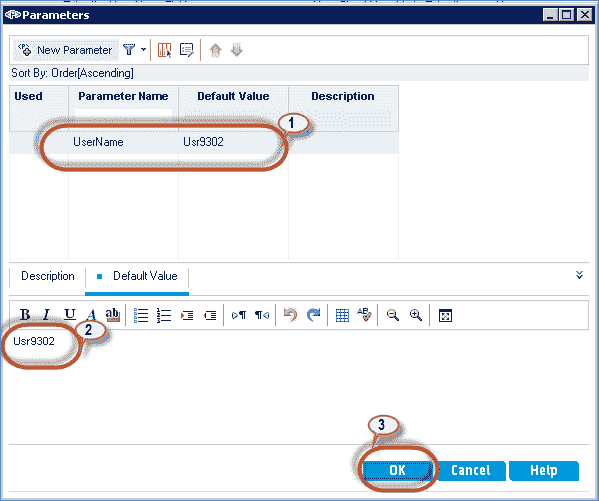 Parameters
New Parameter
Sort By: Order[Ascending]
Used Parameter Name Default Value Description
1
UserName Usr9302
Description Default Value
B I U A ab
2
Usr9302
3
OK Cancel Help